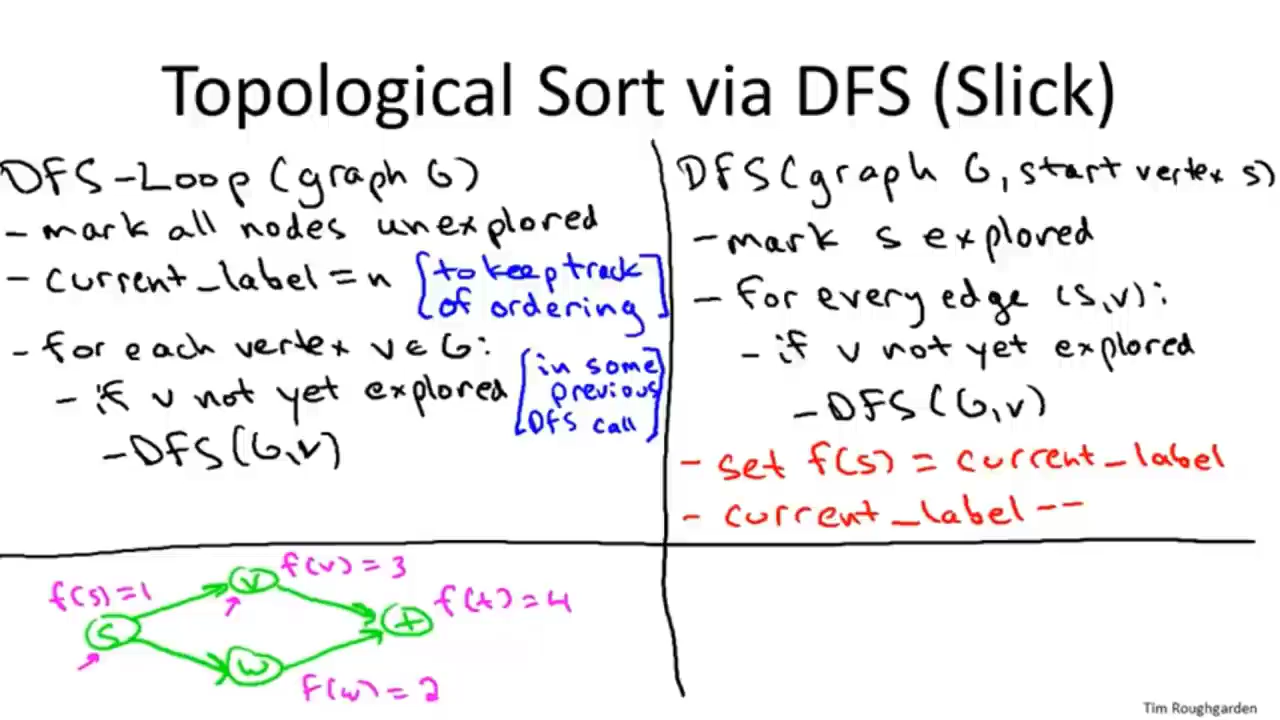 Topological Sort via DFS (Slick)
DFS-Loop (graph G)
- mark all nodes unexplored
- current_label = n [to keep track
of ordering]
- for each vertex v ∈ G:
- if v not yet explored [in some
previous
DFS call]
- DFS(G,v)
DFS(graph G, start vertex s)
- mark s explored
- for every edge (s,v):
- if v not yet explored
- DFS(G,v)
- set f(s) = current_label
- current_label --
f(s)=1
s
v
f(v) = 3
t
f(t) = 4
w
f(w) = 2
Tim Roughgarden